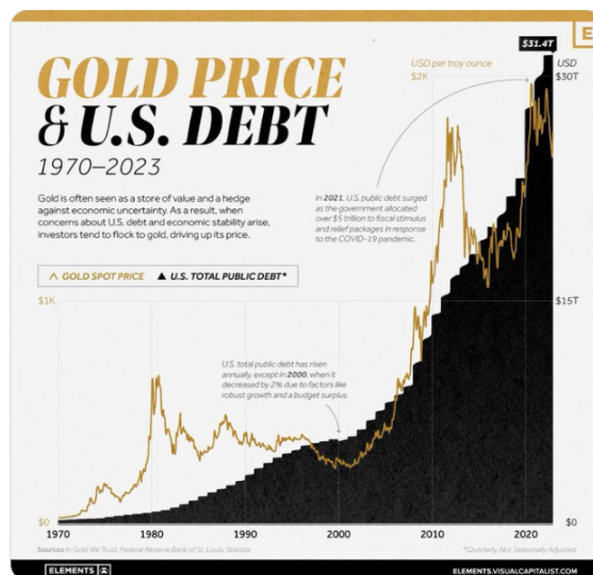 $31.4T
E
GOLD PRICE
& U.S. DEBT
1970–2023
USD per troy ounce
USD
$2K
$30T
Gold is often seen as a store of value and a hedge
against economic uncertainty. As a result, when
concerns about U.S. debt and economic stability arise,
investors tend to flock to gold, driving up its price.
In 2021, U.S. public debt surged
as the government allocated
over $5 trillion to fiscal stimulus
and relief packages in response
to the COVID-19 pandemic.
GOLD SPOT PRICE
U.S. TOTAL PUBLIC DEBT*
$1K
$15T
U.S. total public debt has risen
annually, except in 2000, when it
decreased by 2% due to factors like
robust growth and a budget surplus.
$0
$0
1970
1980
1990
2000
2010
2020
Sources In Gold We Trust, Federal Reserve Bank of St. Louis, Statista
*Quarterly, Not Seasonally Adjusted
ELEMENTS
ELEMENTS.VISUALCAPITALIST.COM